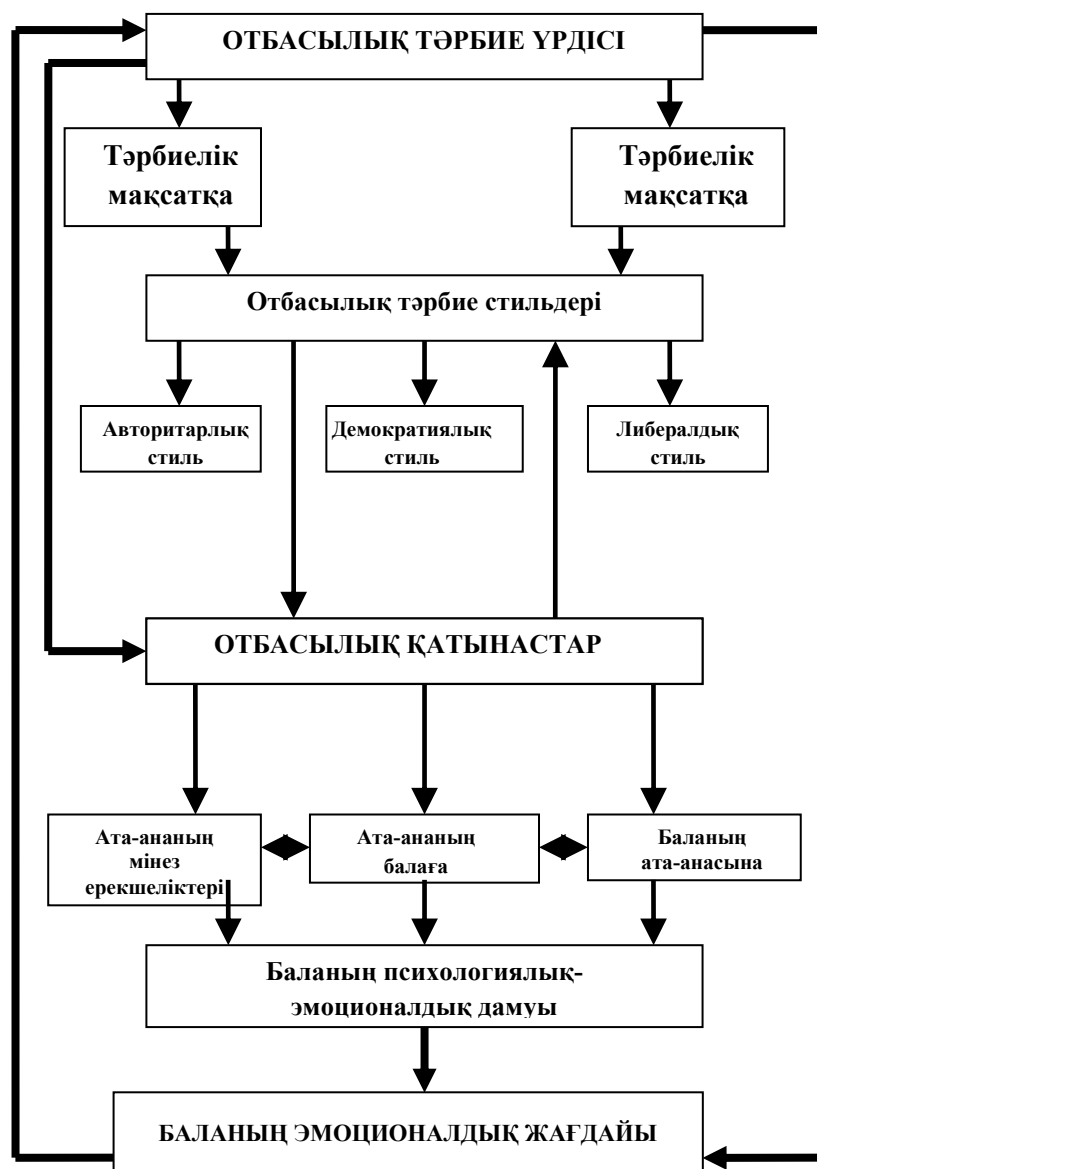 ОТБАСЫЛЫҚ ТӘРБИЕ ҮРДІСІ
Тәрбиелік
мақсатқа
Тәрбиелік
мақсатқа
Отбасылық тәрбие стильдері
Авторитарлық
стиль
Демократиялық
стиль
Либералдық
стиль
ОТБАСЫЛЫҚ ҚАТЫНАСТАР
Ата-ананың
мінез
ерекшеліктері
Ата-ананың
балаға
Баланың
ата-анасына
Баланың психологиялық-
эмоционалдық дамуы
БАЛАНЫҢ ЭМОЦИОНАЛДЫҚ ЖАҒДАЙЫ